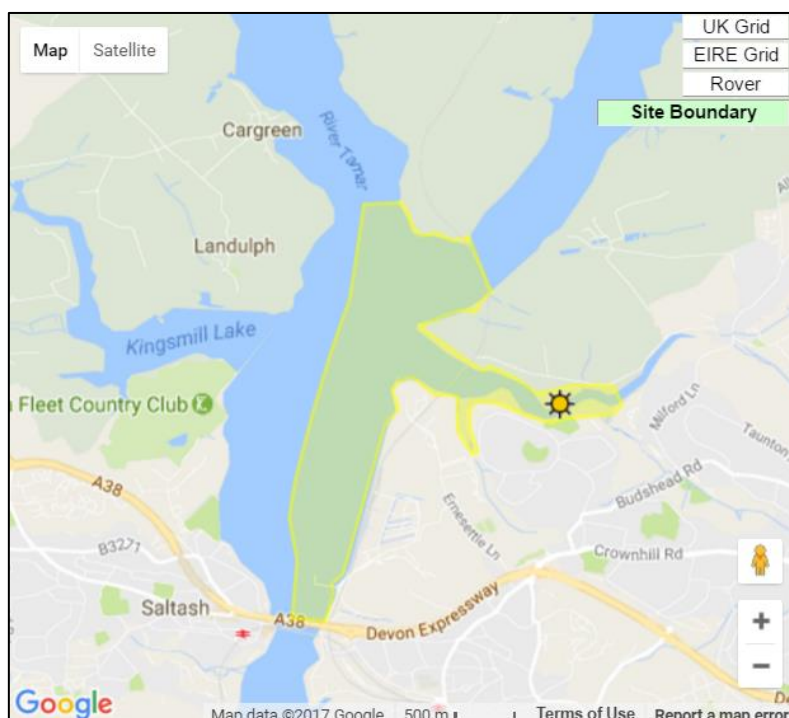 Map Satellite
UK Grid
EIRE Grid
Rover
Site Boundary
Cargreen
River Tamar
Landulph
Kingsmill Lake
Fleet Country Club
Milford Ln
Taunton
A38
Budshead Rd
Ernesettle Ln
B3271
Crownhill Rd
Saltash
A38
Devon Expressway
Google
Map data ©2017 Google 500 m Terms of Use Report a map error